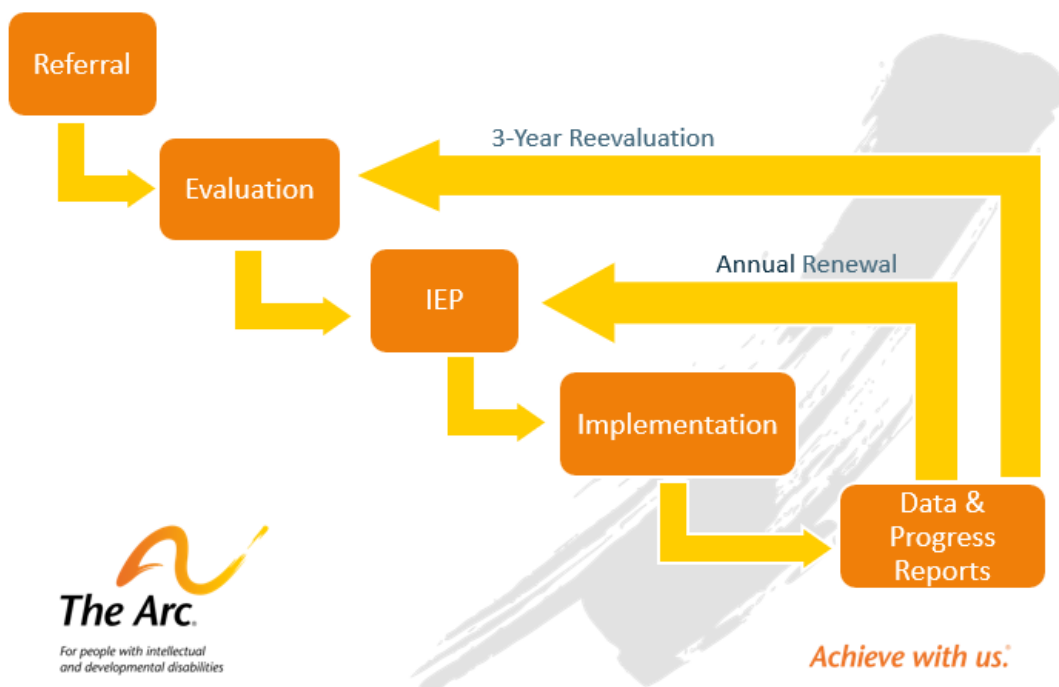 Referral
3-Year Reevaluation
Evaluation
Annual Renewal
IEP
Implementation
Data &
Progress
Reports
The Arc.
For people with intellectual
and developmental disabilities
Achieve with us.®